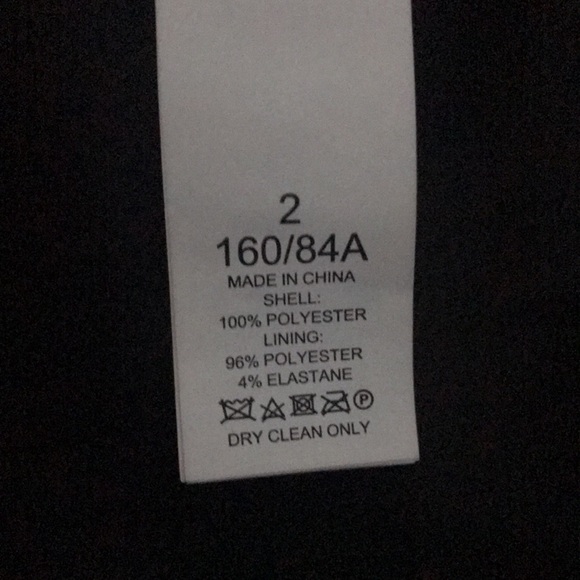 2
160/84A
MADE IN CHINA
SHELL:
100% POLYESTER
LINING:
96% POLYESTER
4% ELASTANE
P
DRY CLEAN ONLY